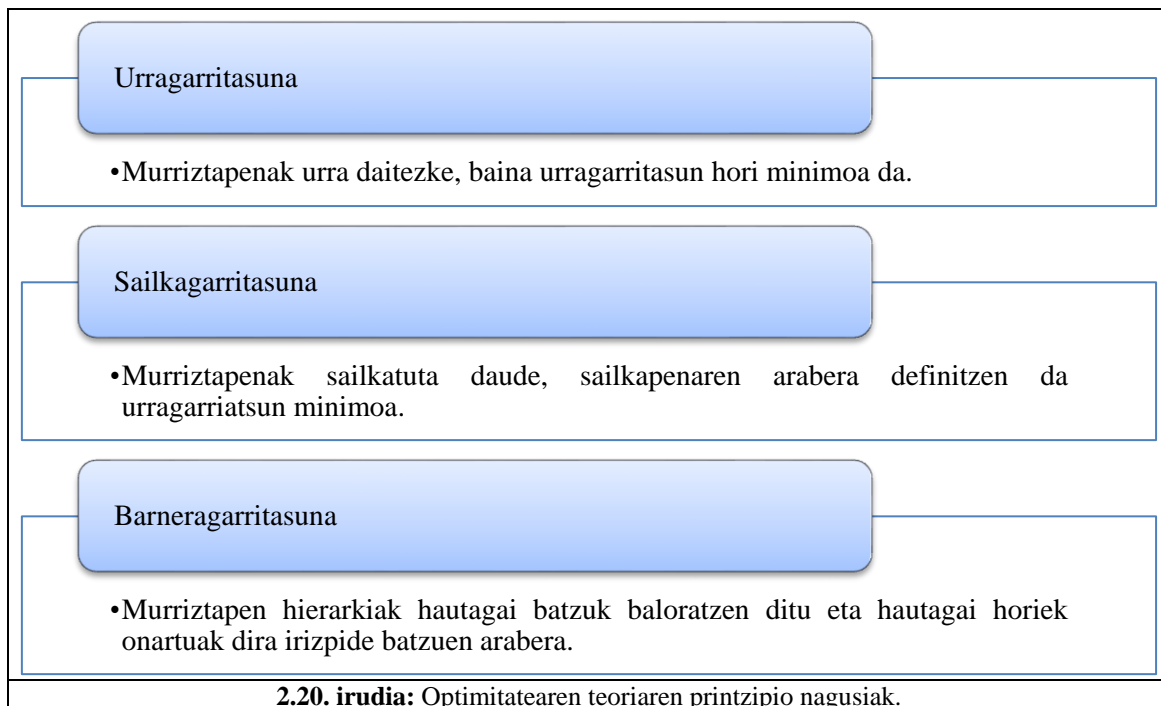 Urragarritasuna
•Murriztapenak urra daitezke, baina urragarritasun hori minimoa da.
Sailkagarritasuna
•Murriztapenak sailkatuta daude, sailkapenaren arabera definitzen da
urragarriatsun minimoa.
Barneragarritasuna
•Murriztapen hierarkiak hautagai batzuk baloratzen ditu eta hautagai horiek
onartuak dira irizpide batzuen arabera.
2.20. irudia: Optimitatearen teoriaren printzipio nagusiak.